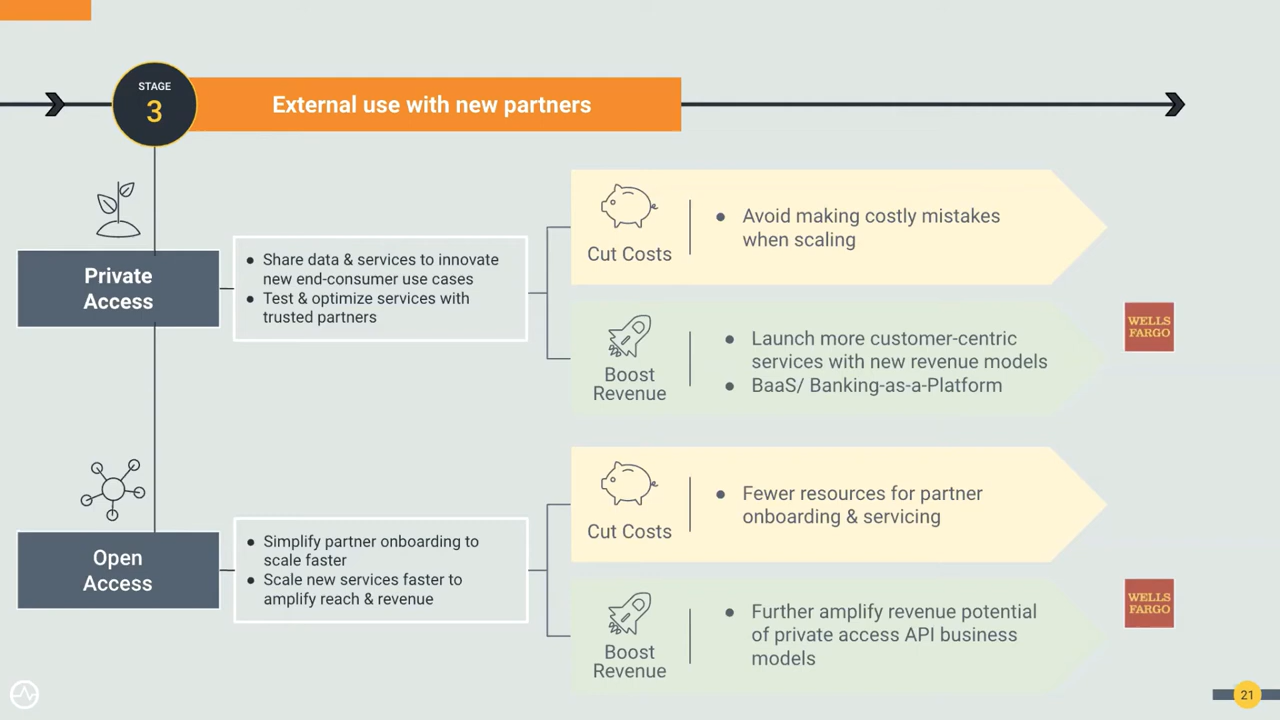 STAGE
3
External use with new partners
Private
Access
● Share data & services to innovate
new end-consumer use cases
● Test & optimize services with
trusted partners
Cut Costs
● Avoid making costly mistakes
when scaling
Boost
Revenue
● Launch more customer-centric
services with new revenue models
● BaaS/ Banking-as-a-Platform
WELLS
FARGO
Open
Access
● Simplify partner onboarding to
scale faster
● Scale new services faster to
amplify reach & revenue
Cut Costs
● Fewer resources for partner
onboarding & servicing
Boost
Revenue
● Further amplify revenue potential
of private access API business
models
WELLS
FARGO
21